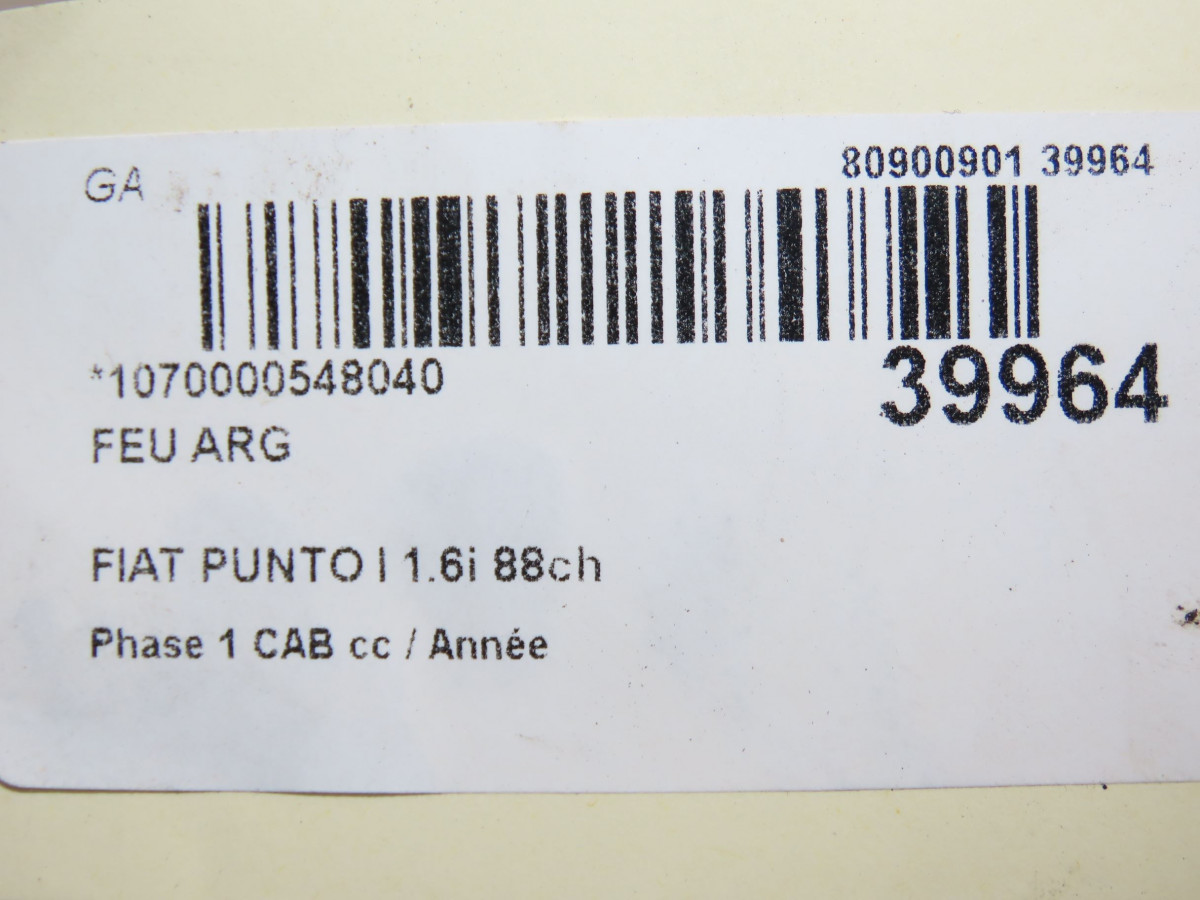 GA
80900901 39964
*1070000548040
39964
FEU ARG
FIAT PUNTO I 1.6i 88ch
Phase 1 CAB cc / Année